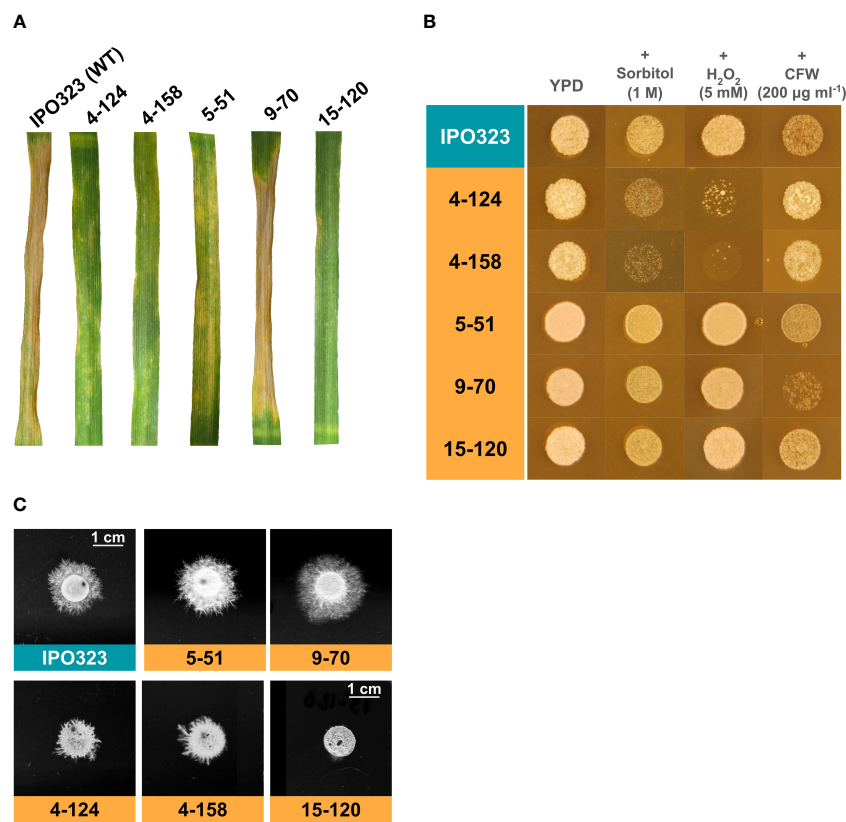 A
IPO323 (WT)
4-124
4-158
5-51
9-70
15-120
B
YPD
+
Sorbitol
(1 M)
+
H₂O₂
(5 mM)
+
CFW
(200 µg ml⁻¹)
IPO323
4-124
4-158
5-51
9-70
15-120
C
1 cm
IPO323
5-51
9-70
1 cm
4-124
4-158
15-120